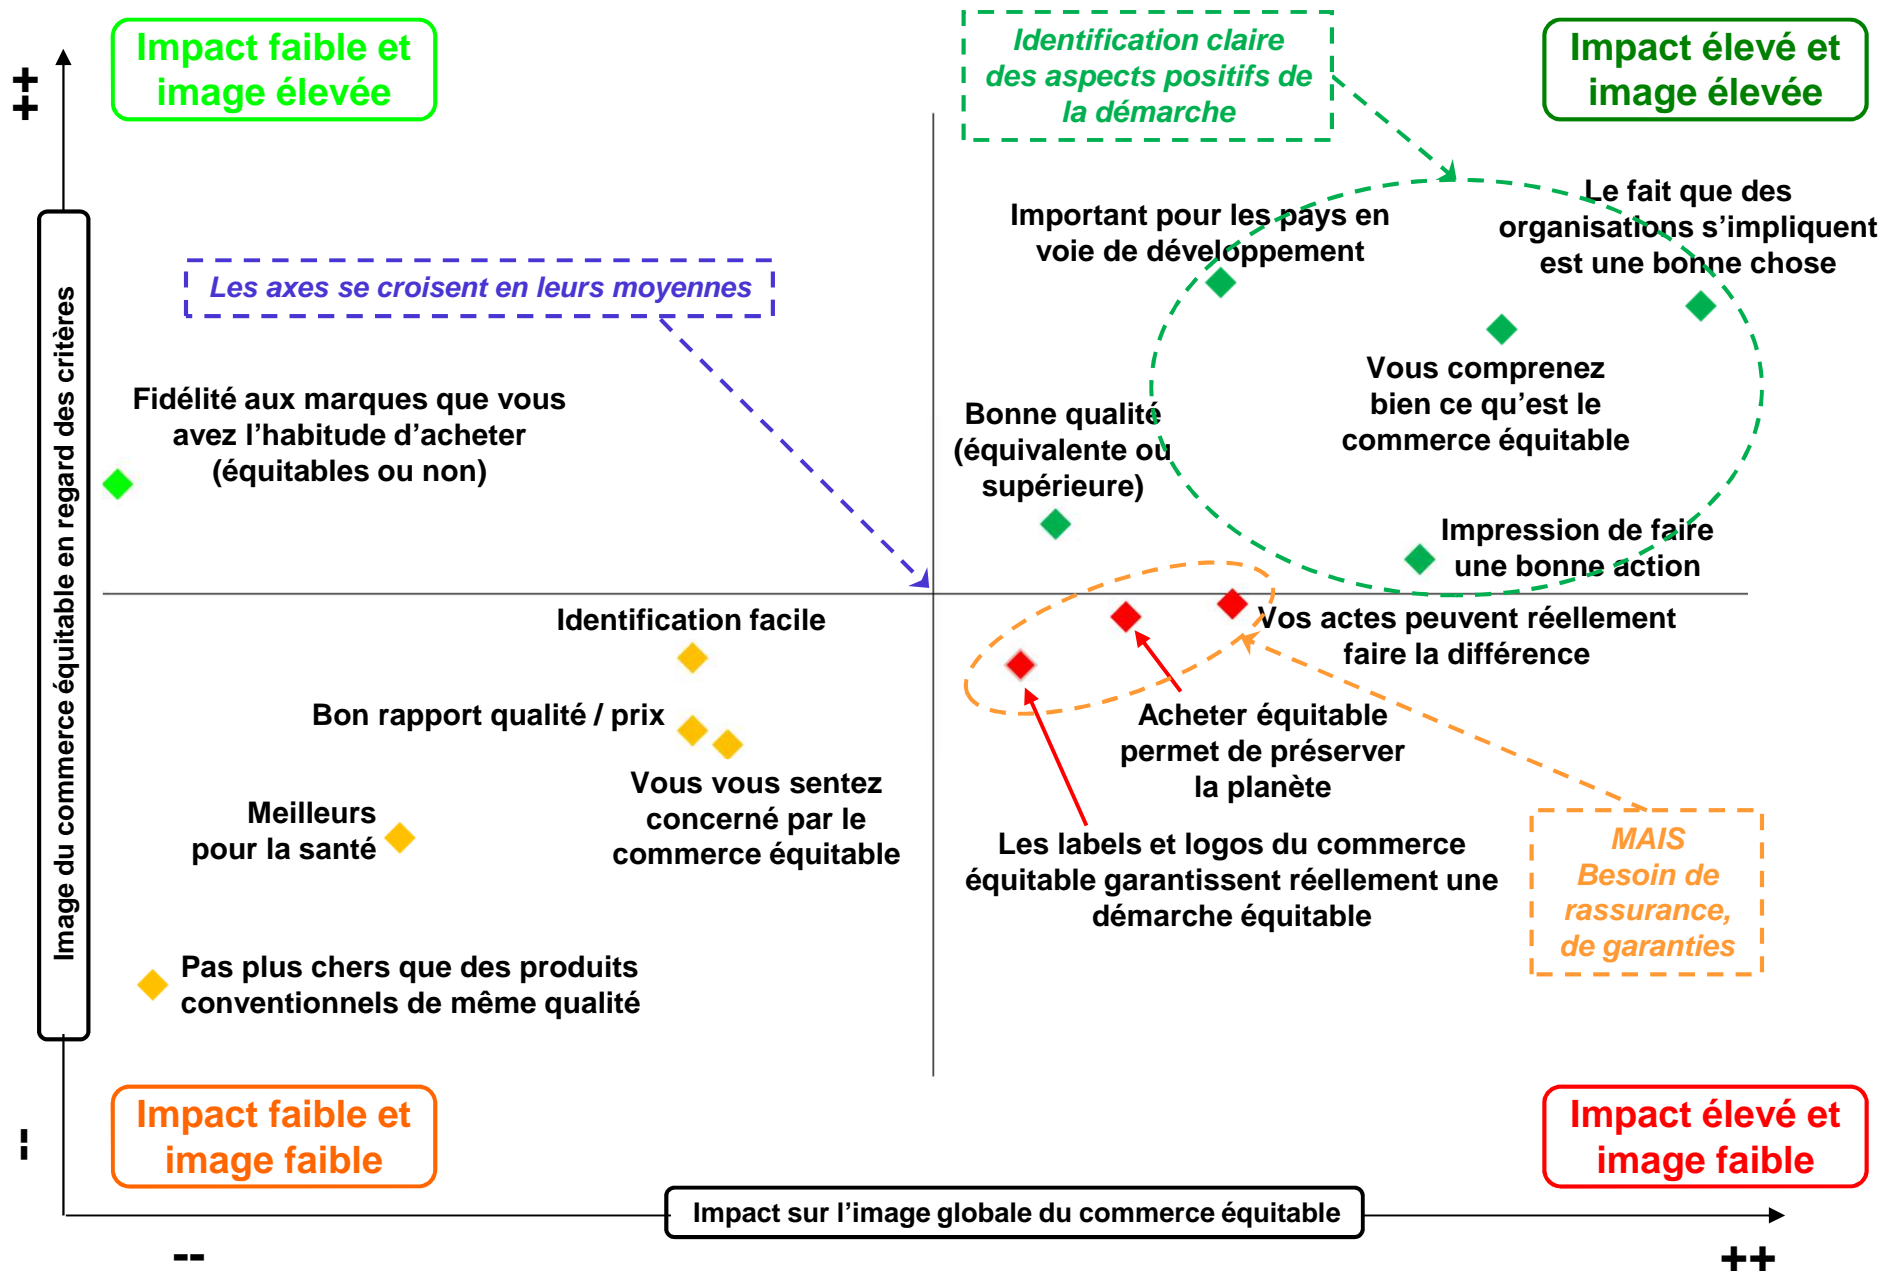 Impact faible et
image élevée
Identification claire
des aspects positifs de
la démarche
Impact élevé et
image élevée
++
Important pour les pays en
voie de développement
Le fait que des
organisations s’impliquent
est une bonne chose
Les axes se croisent en leurs moyennes
Image du commerce équitable en regard des critères
Vous comprenez
bien ce qu’est le
commerce équitable
Fidélité aux marques que vous
avez l’habitude d’acheter
(équitables ou non)
Bonne qualité
(équivalente ou
supérieure)
Impression de faire
une bonne action
Identification facile
Vos actes peuvent réellement
faire la différence
Bon rapport qualité / prix
Acheter équitable
permet de préserver
la planète
Vous vous sentez
concerné par le
commerce équitable
Meilleurs
pour la santé
Les labels et logos du commerce
équitable garantissent réellement une
démarche équitable
MAIS
Besoin de
rassurance,
de garanties
Pas plus chers que des produits
conventionnels de même qualité
--
Impact faible et
image faible
Impact élevé et
image faible
Impact sur l’image globale du commerce équitable
--
++